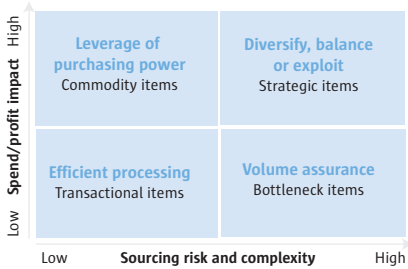 High
Spend/profit impact
Low
Leverage of
purchasing power
Commodity items
Diversify, balance
or exploit
Strategic items
Efficient processing
Transactional items
Volume assurance
Bottleneck items
Low
Sourcing risk and complexity
High